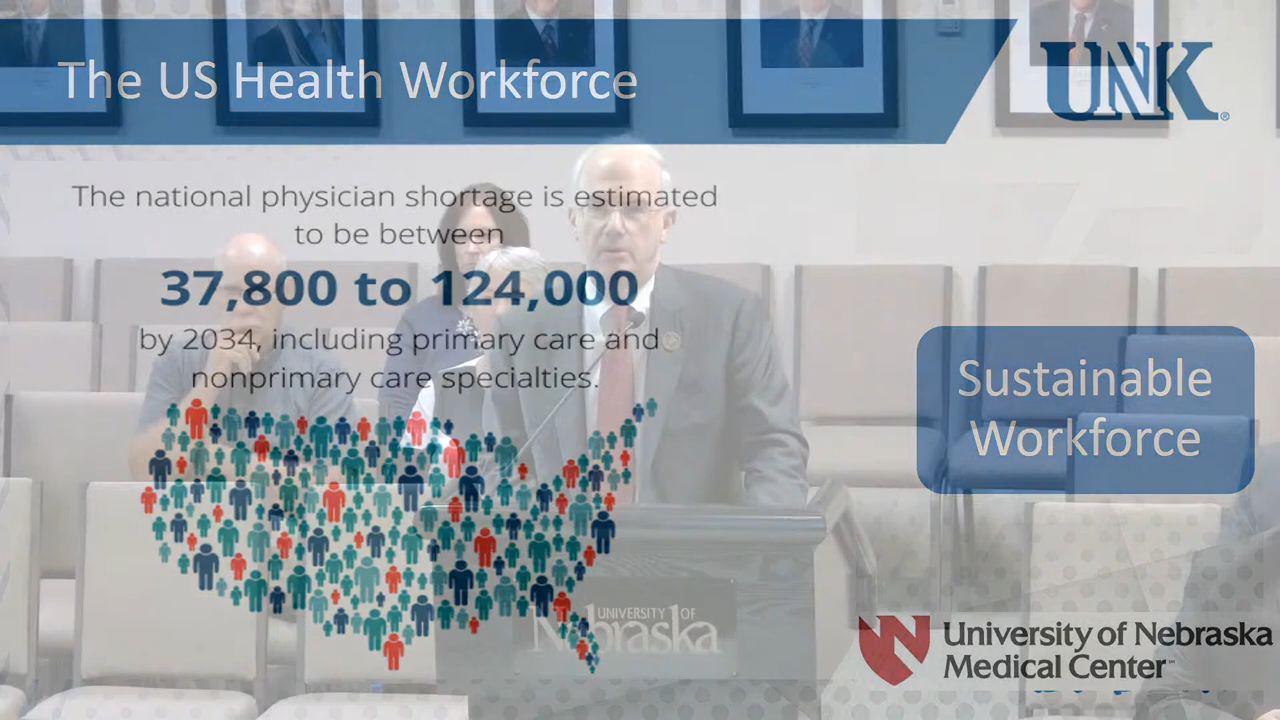 The US Health Workforce
UNK®
The national physician shortage is estimated
to be between
37,800 to 124,000
by 2034, including primary care and
nonprimary care specialties.
Sustainable
Workforce
UNIVERSITY OF
Nebraska
University of Nebraska
Medical Center